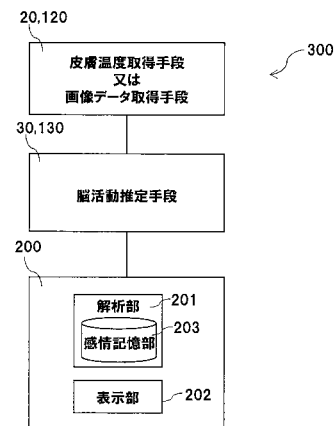 20,120
300
皮膚温度取得手段
又は
画像データ取得手段
30,130
脳活動推定手段
200
解析部
201
203
感情記憶部
表示部
202